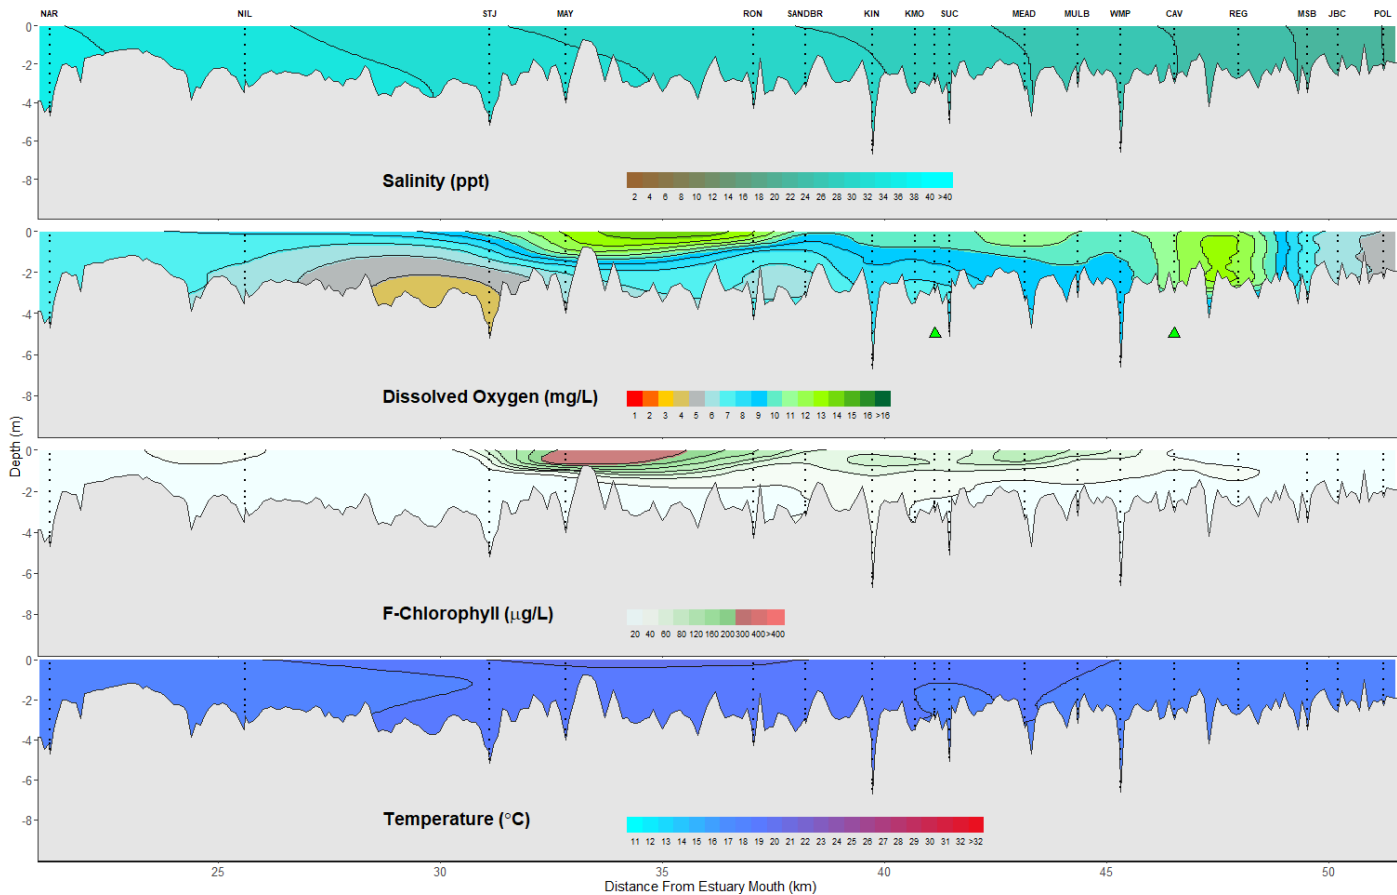 NAR NIL STJ MAY RON SANDBR KIN KMO SUC MEAD MULB WMP CAV REG MSB JBC POL
0
-2
-4
-6
-8
Salinity (ppt)
2 4 6 8 10 12 14 16 18 20 22 24 26 28 30 32 34 36 38 40 >40
0
-2
-4
-6
-8
Dissolved Oxygen (mg/L)
1 2 3 4 5 6 7 8 9 10 11 12 13 14 15 16 >16
Depth (m)
0
-2
-4
-6
-8
F-Chlorophyll (µg/L)
20 40 60 80 120 160 200 300 400 >400
0
-2
-4
-6
-8
Temperature (°C)
11 12 13 14 15 16 17 18 19 20 21 22 23 24 25 26 27 28 29 30 31 32 >32
25 30 35 40 45 50
Distance From Estuary Mouth (km)